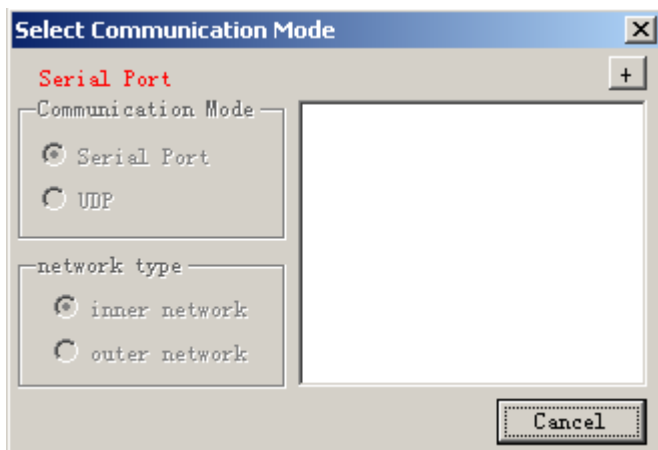 Select Communication Mode
Serial Port
+
Communication Mode
Serial Port
UDP
network type
inner network
outer network
Cancel